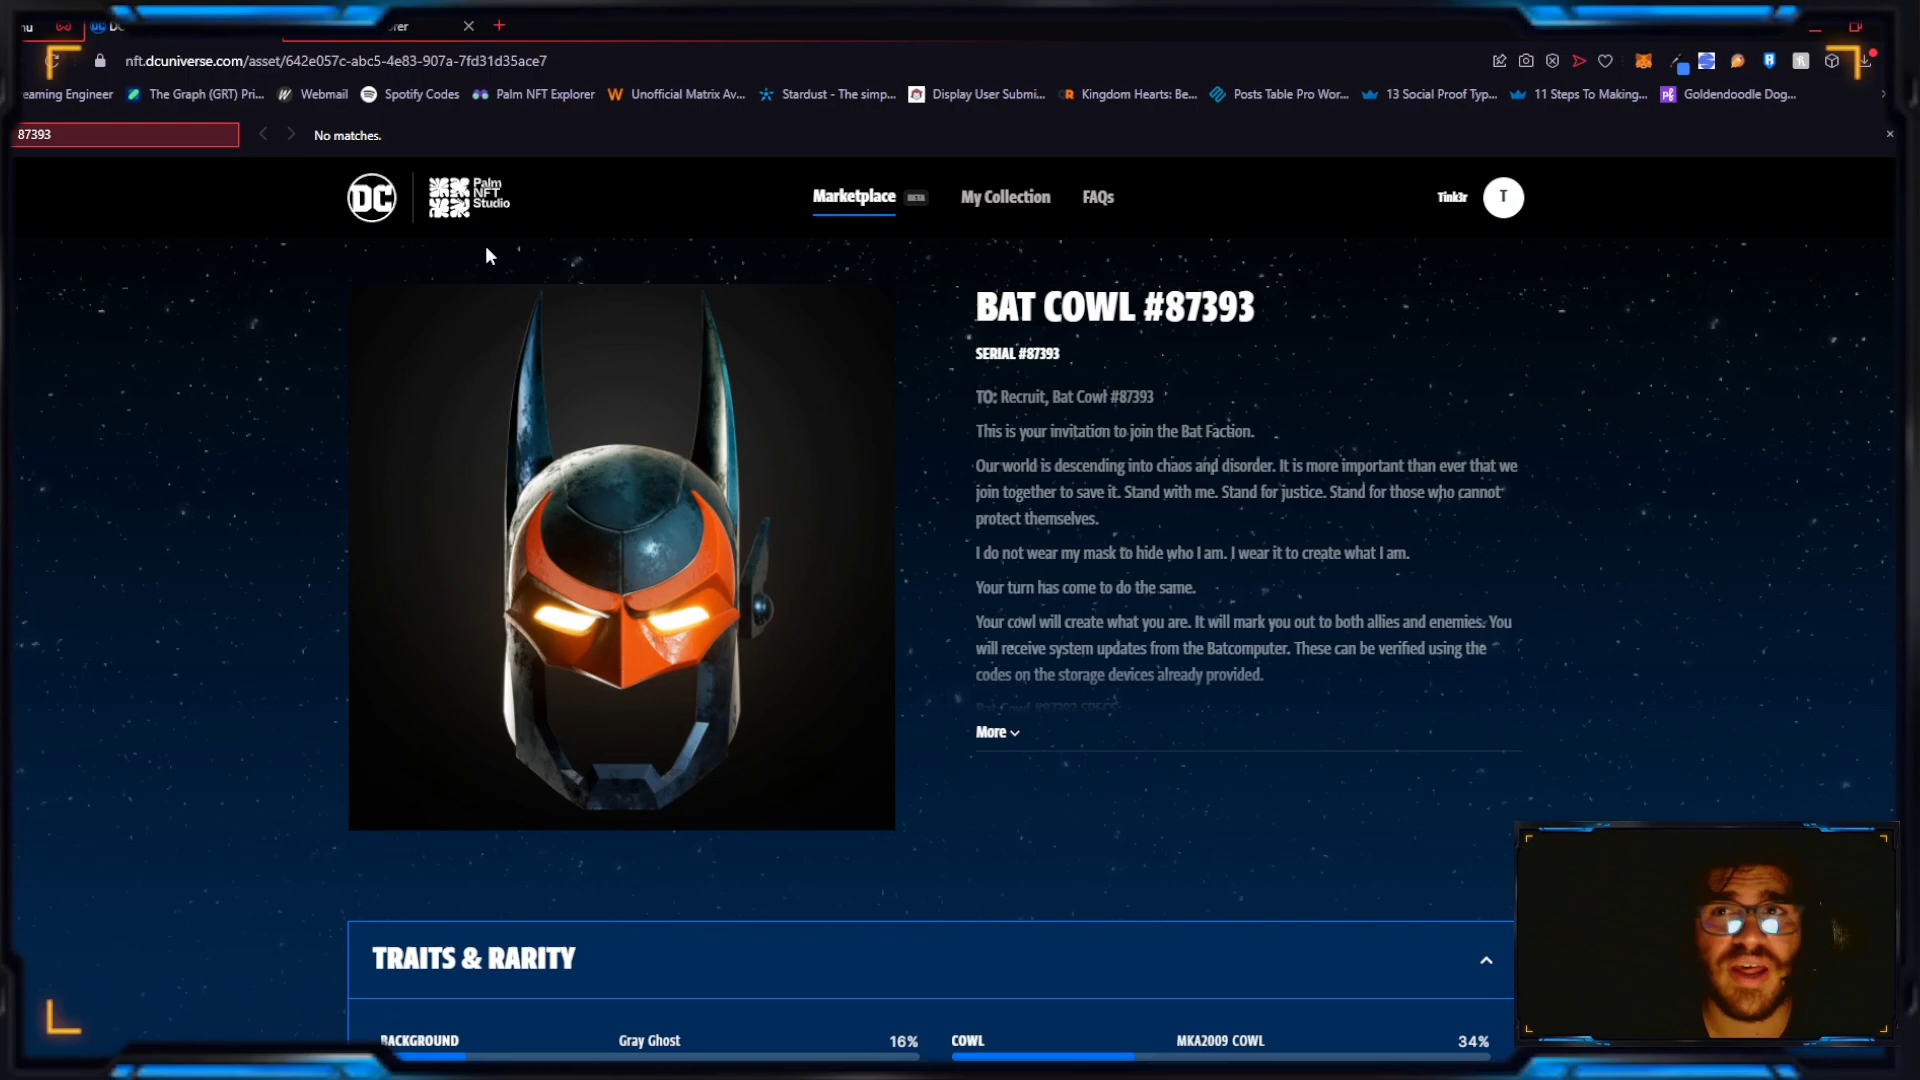 nft.dcuniverse.com/asset/642e057c-abc5-4e83-907a-7fd31d35ace7
eaming Engineer The Graph (GRT) Pri... Webmail Spotify Codes Palm NFT Explorer Unofficial Matrix Av... Stardust - The simp... Display User Submi... Kingdom Hearts: Be... Posts Table Pro Wor... 13 Social Proof Typ... 11 Steps To Making... Goldendoodle Dog...
87393 No matches.
DC Palm NFT Studio Marketplace BETA My Collection FAQs Tink3r T
BAT COWL #87393
SERIAL #87393
TO: Recruit, Bat Cowl #87393
This is your invitation to join the Bat Faction.
Our world is descending into chaos and disorder. It is more important than ever that we
join together to save it. Stand with me. Stand for justice. Stand for those who cannot
protect themselves.
I do not wear my mask to hide who I am. I wear it to create what I am.
Your turn has come to do the same.
Your cowl will create what you are. It will mark you out to both allies and enemies. You
will receive system updates from the Batcomputer. These can be verified using the
codes on the storage devices already provided.
Bat Cowl #87393 SPECS:
More
TRAITS & RARITY
BACKGROUND Gray Ghost 16% COWL MKA2009 COWL 34%